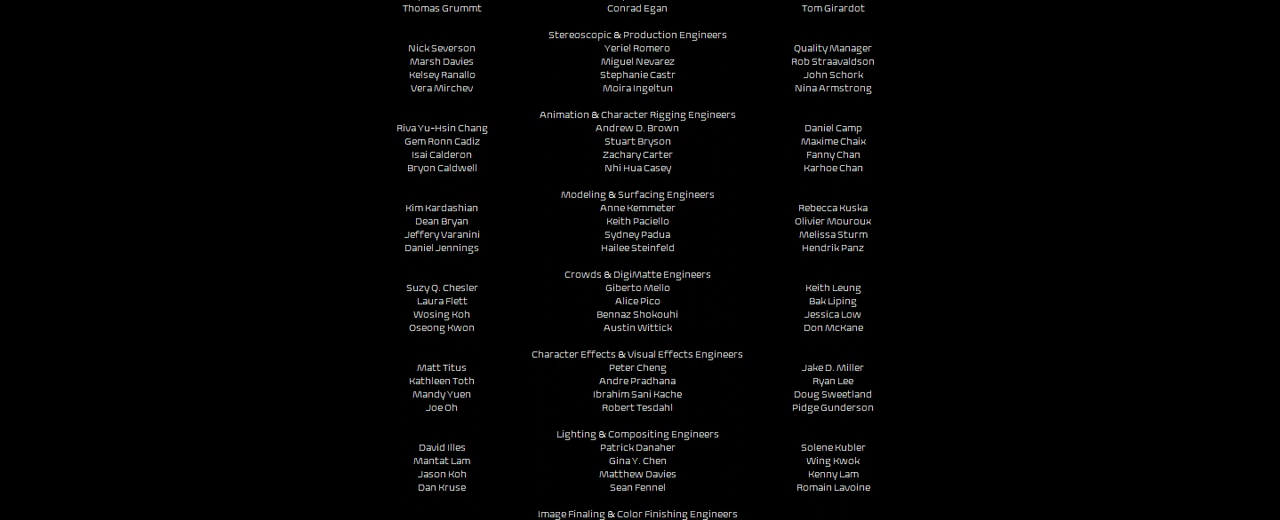 Thomas Grummt Conrad Egan Tom Girardot
Stereoscopic & Production Engineers
Nick Severson Yeriel Romero Quality Manager
Marsh Davies Miguel Nevarez Rob Straavaldson
Kelsey Ranallo Stephanie Castr John Schork
Vera Mirchev Moira Ingeltun Nina Armstrong
Animation & Character Rigging Engineers
Riva Yu-Hsin Chang Andrew D. Brown Daniel Camp
Gem Ronn Cadiz Stuart Bryson Maxime Chaix
Isai Calderon Zachary Carter Fanny Chan
Bryon Caldwell Nhi Hua Casey Karhoe Chan
Modeling & Surfacing Engineers
Kim Kardashian Anne Kemmeter Rebecca Kuska
Dean Bryan Keith Paciello Olivier Mouroux
Jeffery Varanini Sydney Padua Melissa Sturm
Daniel Jennings Hailee Steinfeld Hendrik Panz
Crowds & DigiMatte Engineers
Suzy Q. Chesler Giberto Mello Keith Leung
Laura Flett Alice Pico Bak Liping
Wosing Koh Bennaz Shokouhi Jessica Low
Oseong Kwon Austin Wittick Don McKane
Character Effects & Visual Effects Engineers
Matt Titus Peter Cheng Jake D. Miller
Kathleen Toth Andre Pradhana Ryan Lee
Mandy Yuen Ibrahim Sani Kache Doug Sweetland
Joe Oh Robert Tesdahl Pidge Gunderson
Lighting & Compositing Engineers
David Illes Patrick Danaher Solene Kubler
Mantat Lam Gina Y. Chen Wing Kwok
Jason Koh Matthew Davies Kenny Lam
Dan Kruse Sean Fennel Romain Lavoine
Image Finaling & Color Finishing Engineers